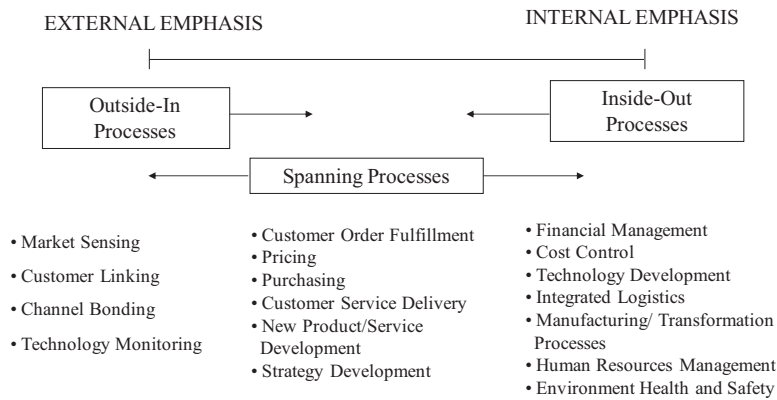 EXTERNAL EMPHASIS
INTERNAL EMPHASIS
Outside-In
Processes
Inside-Out
Processes
Spanning Processes
• Market Sensing
• Customer Linking
• Channel Bonding
• Technology Monitoring
• Customer Order Fulfillment
• Pricing
• Purchasing
• Customer Service Delivery
• New Product/Service
Development
• Strategy Development
• Financial Management
• Cost Control
• Technology Development
• Integrated Logistics
• Manufacturing/ Transformation
Processes
• Human Resources Management
• Environment Health and Safety